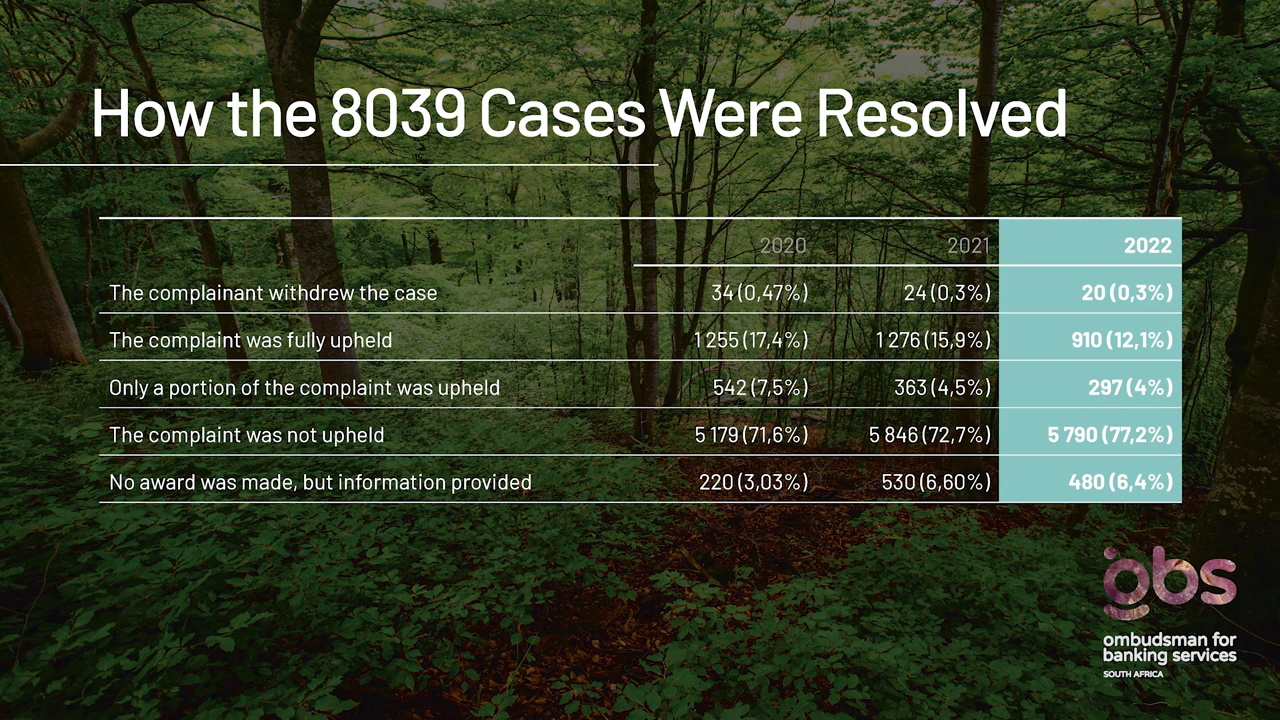 How the 8039 Cases Were Resolved
2020 2021 2022
The complainant withdrew the case 34 (0,47%) 24 (0,3%) 20 (0,3%)
The complaint was fully upheld 1 255 (17,4%) 1 276 (15,9%) 910 (12,1%)
Only a portion of the complaint was upheld 542 (7,5%) 363 (4,5%) 297 (4%)
The complaint was not upheld 5 179 (71,6%) 5 846 (72,7%) 5 790 (77,2%)
No award was made, but information provided 220 (3,03%) 530 (6,60%) 480 (6,4%)
obs
ombudsman for
banking services
SOUTH AFRICA